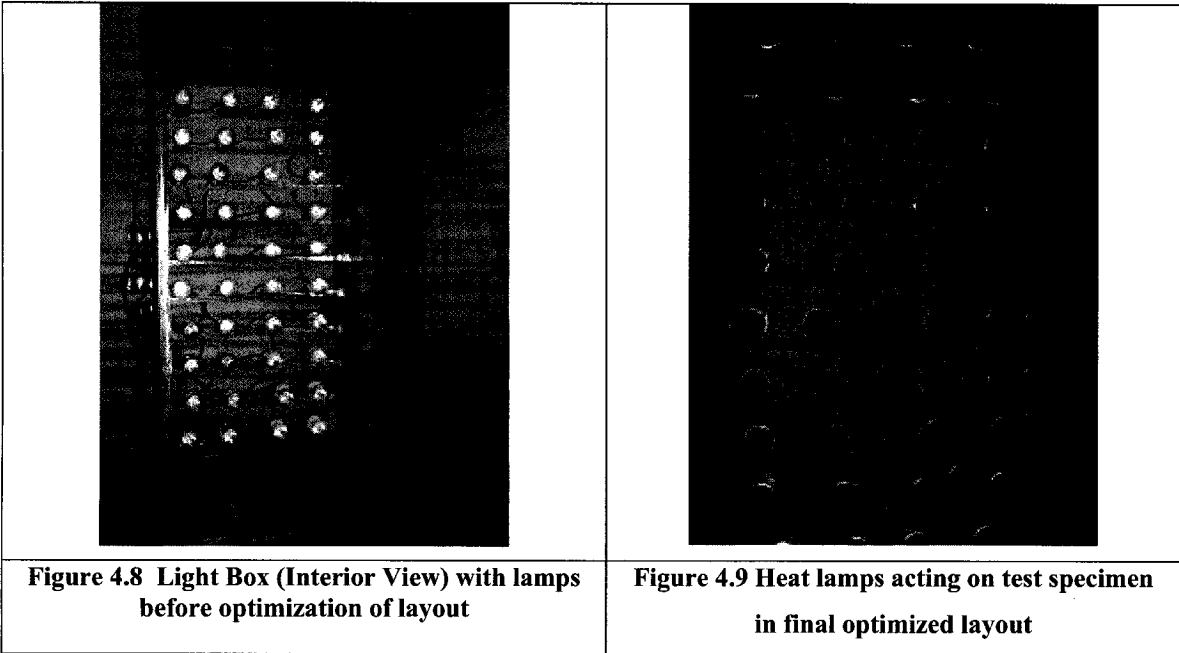 Figure 4.8 Light Box (Interior View) with lamps
before optimization of layout
Figure 4.9 Heat lamps acting on test specimen
in final optimized layout